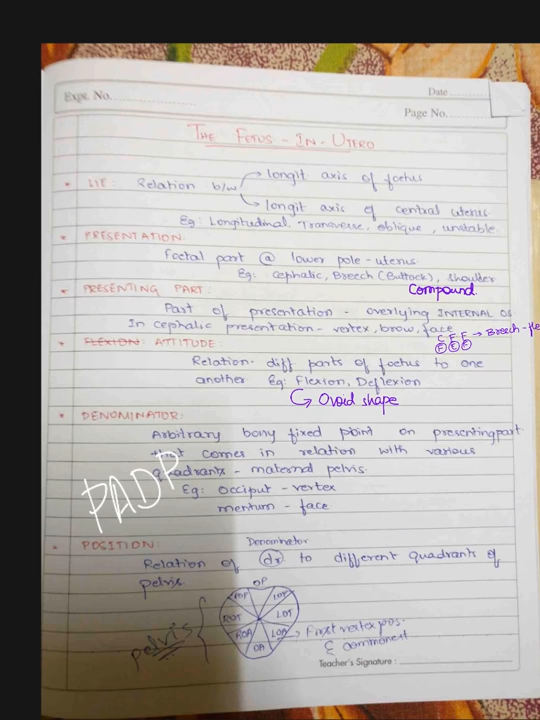 Expt. No.
Date
Page No.
THE FETUS - IN - UTERO
LIE: Relation b/w → longit axis of foetus
→ longit axis of central uterus
Eg: Longitudinal, Transverse, oblique, unstable
PRESENTATION:
Foetal part @ lower pole - uterus
Eg: cephalic, Breech (Buttock), shoulder
Compound.
PRESENTING PART:
Part of presentation - overlying INTERNAL OS
In cephalic presentation - vertex, brow, face
C E F → Breech-fle
F F E
FLEXION: ATTITUDE:
Relation - diff parts of foetus to one
another Eg: Flexion, Deflexion
↳ Ovoid shape
DENOMINATOR:
Arbitrary bony fixed point on presenting part
that comes in relation with various
quadrants - maternal pelvis.
PADP
Eg: occiput - vertex
mentum - face
POSITION:
Denominator
Relation of dr to different quadrants of
pelvis
OP
ROP LOP
ROT LOT
ROA LOA → First vertex pos.
OA & commonest
pelvis
Teacher's Signature :